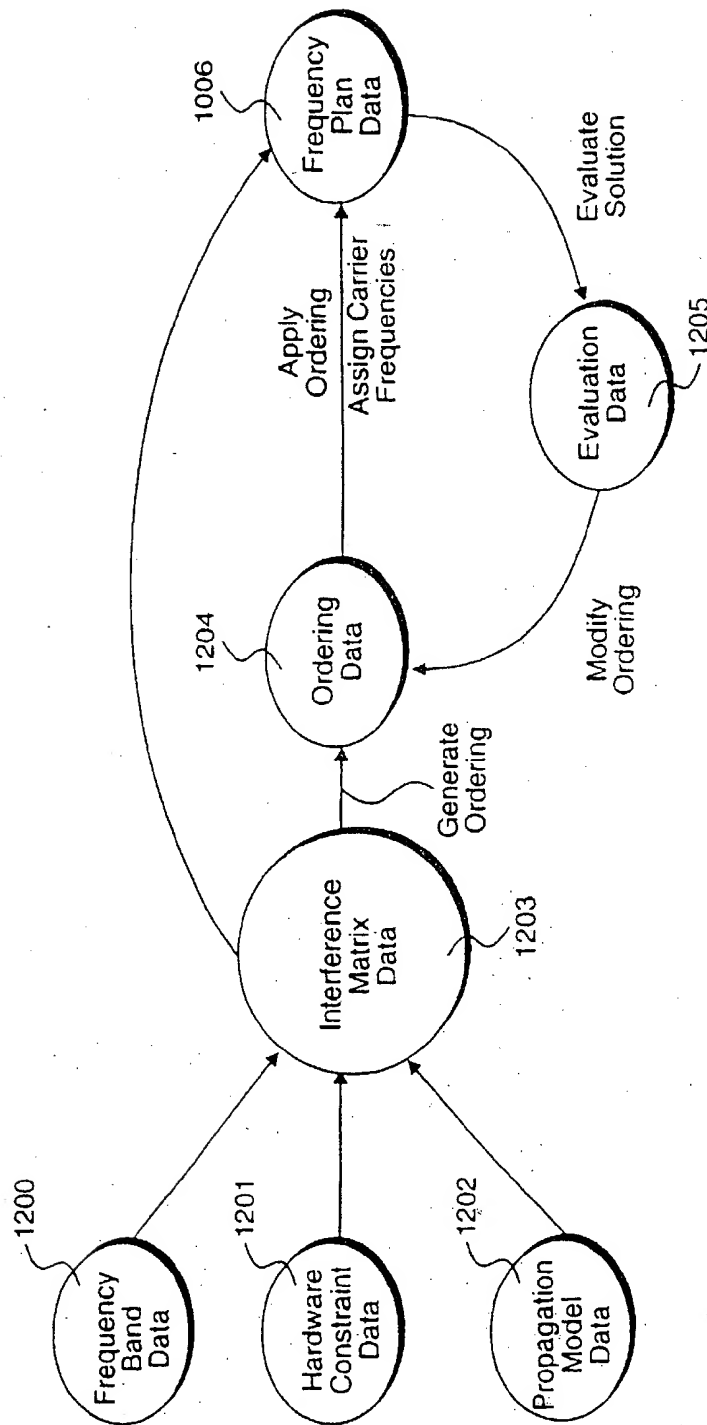 1200
Frequency
Band
Data
1201
Hardware
Constraint
Data
1202
Propagation
Model
Data
Interference
Matrix
Data
1203
Generate
Ordering
1204
Ordering
Data
Apply
Ordering
Assign Carrier
Frequencies
1006
Frequency
Plan
Data
Evaluate
Solution
Evaluation
Data
1205
Modify
Ordering